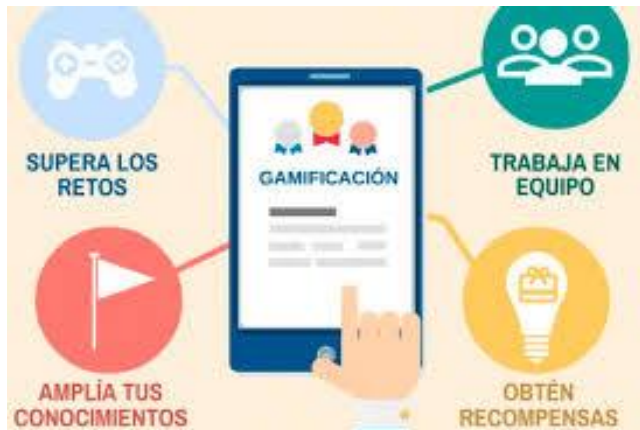 SUPERA LOS
RETOS
TRABAJA EN
EQUIPO
GAMIFICACIÓN
AMPLÍA TUS
CONOCIMIENTOS
OBTÉN
RECOMPENSAS